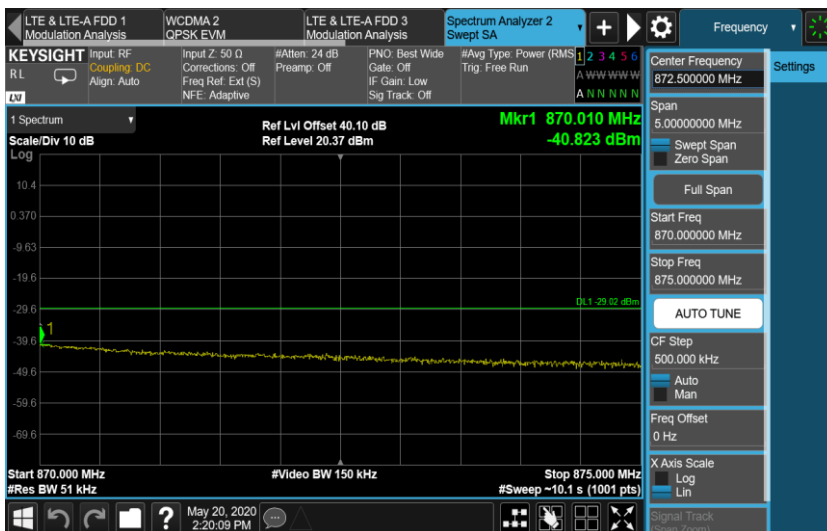 LTE & LTE-A FDD 1
Modulation Analysis
WCDMA 2
QPSK EVM
LTE & LTE-A FDD 3
Modulation Analysis
Spectrum Analyzer 2
Swept SA
Frequency
KEYSIGHT
RL
LXI
Input: RF
Coupling: DC
Align: Auto
Input Z: 50 Ω
Corrections: Off
Freq Ref: Ext (S)
NFE: Adaptive
#Atten: 24 dB
Preamp: Off
PNO: Best Wide
Gate: Off
IF Gain: Low
Sig Track: Off
#Avg Type: Power (RMS
Trig: Free Run
1 2 3 4 5 6
A W W W W W
A N N N N N
1 Spectrum
Scale/Div 10 dB
Log
Ref Lvl Offset 40.10 dB
Ref Level 20.37 dBm
Mkr1 870.010 MHz
-40.823 dBm
10.4
0.370
-9.63
-19.6
-29.6
-39.6
-49.6
-59.6
-69.6
DL1 -29.02 dBm
1
Start 870.000 MHz
#Res BW 51 kHz
#Video BW 150 kHz
Stop 875.000 MHz
#Sweep ~10.1 s (1001 pts)
?
May 20, 2020
2:20:09 PM
Center Frequency
872.500000 MHz
Span
5.00000000 MHz
Swept Span
Zero Span
Full Span
Start Freq
870.000000 MHz
Stop Freq
875.000000 MHz
AUTO TUNE
CF Step
500.000 kHz
Auto
Man
Freq Offset
0 Hz
X Axis Scale
Log
Lin
Signal Track
(Span Zoom)
Settings